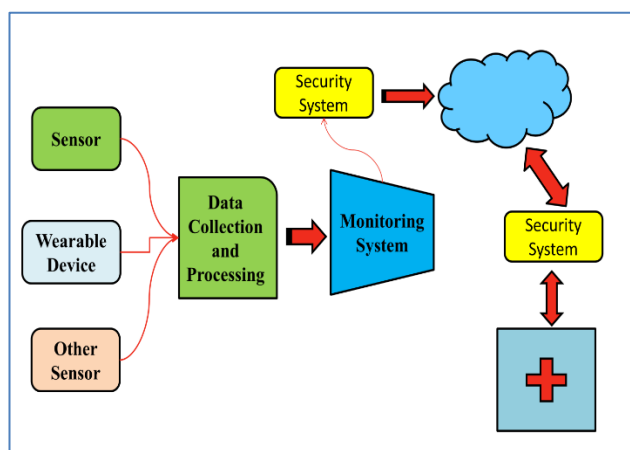 Sensor
Wearable
Device
Other
Sensor
Data
Collection
and
Processing
Monitoring
System
Security
System
Security
System